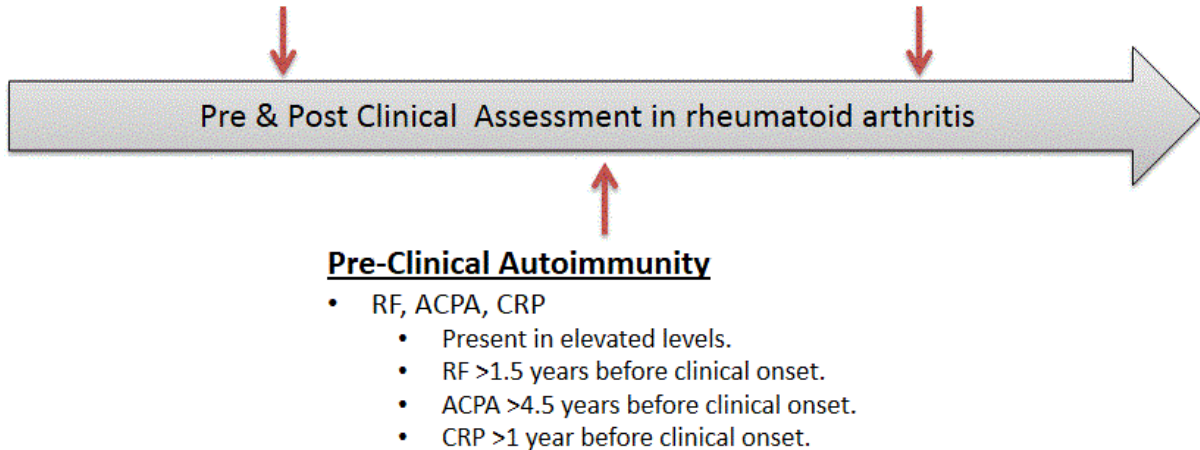 Pre & Post Clinical  Assessment in rheumatoid arthritis
Pre-Clinical Autoimmunity
• RF, ACPA, CRP
• Present in elevated levels.
• RF >1.5 years before clinical onset.
• ACPA >4.5 years before clinical onset.
• CRP >1 year before clinical onset.